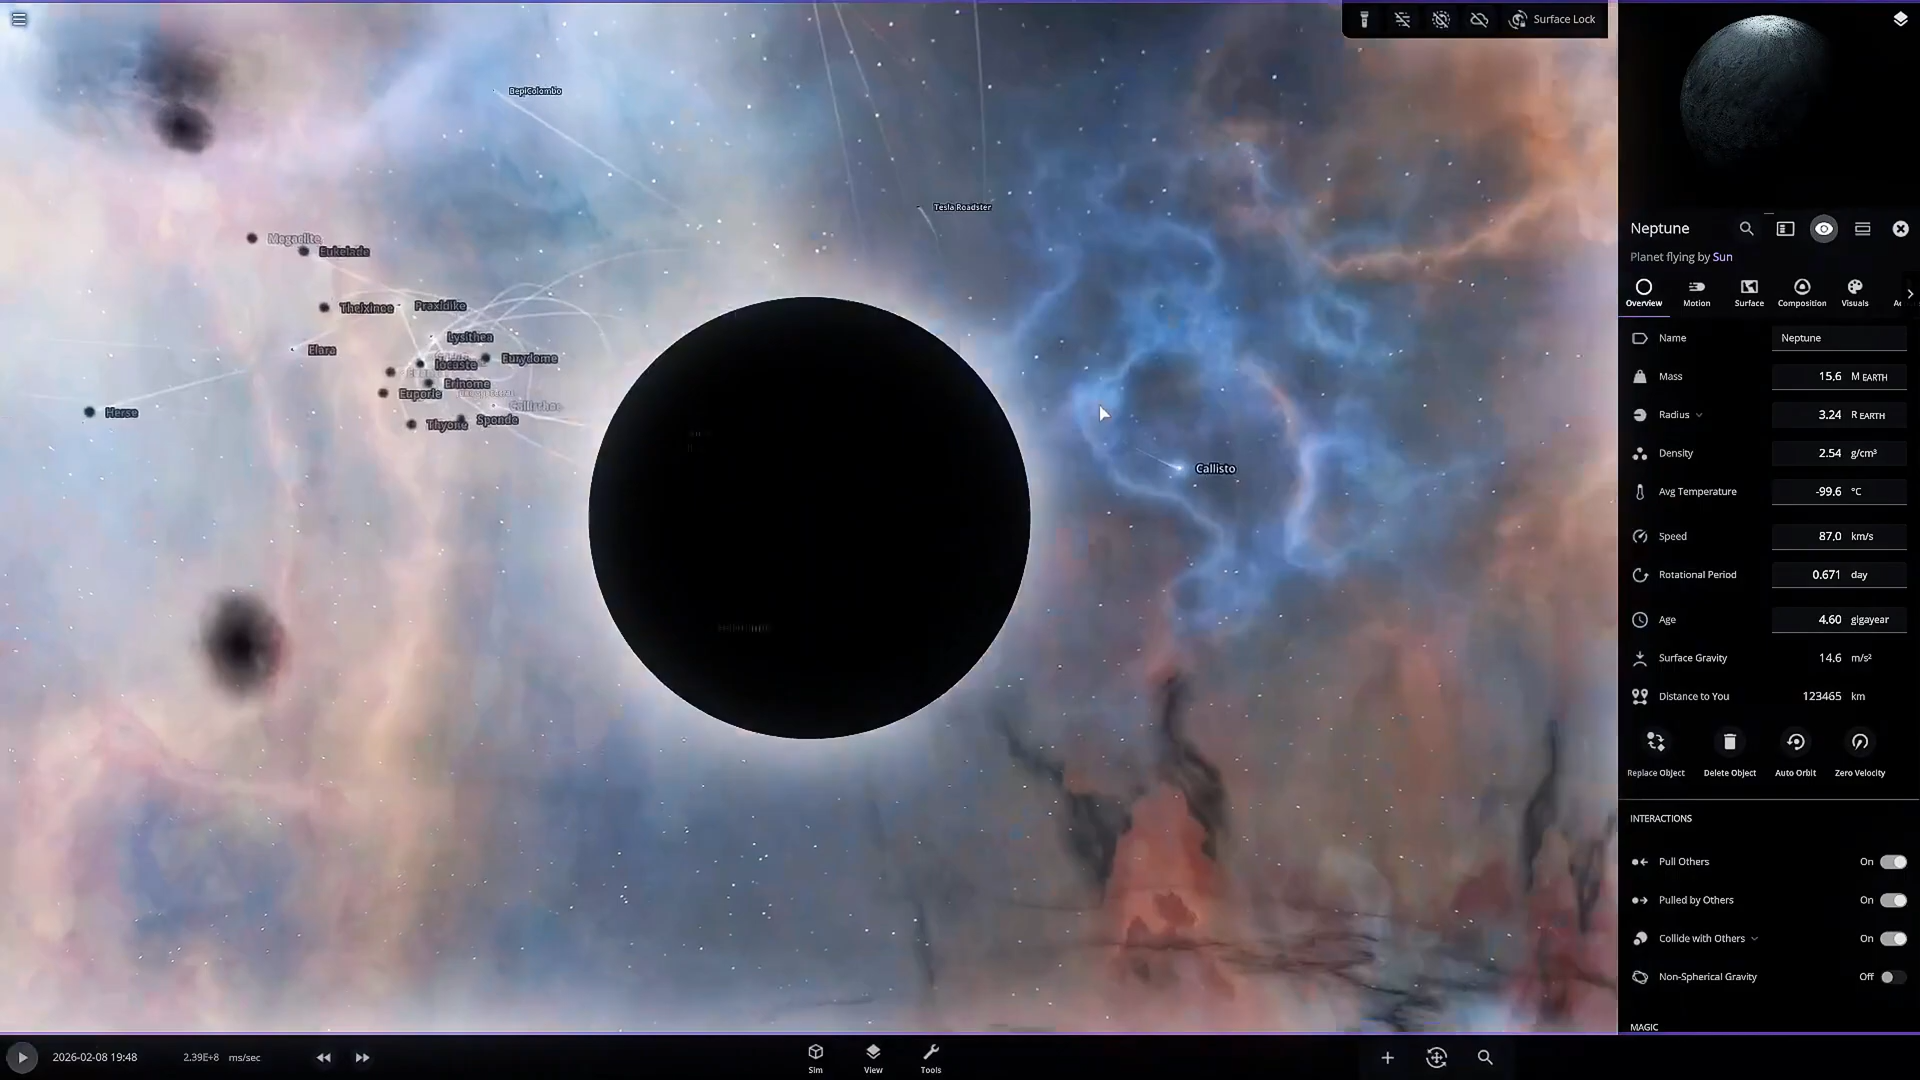 Surface Lock
BepiColombo
Tesla Roadster
Megaclite
Eukelade
Thelxinoe
Praxidike
Lysithea
Elara
Iocaste
Eurydome
Erinome
Euporie
Callirrhoe
Herse
Thyone
Sponde
Callisto
Neptune
Planet flying by Sun
Overview
Motion
Surface
Composition
Visuals
Name Neptune
Mass 15.6 M EARTH
Radius 3.24 R EARTH
Density 2.54 g/cm³
Avg Temperature -99.6 °C
Speed 87.0 km/s
Rotational Period 0.671 day
Age 4.60 gigayear
Surface Gravity 14.6 m/s²
Distance to You 123465 km
Replace Object
Delete Object
Auto Orbit
Zero Velocity
INTERACTIONS
Pull Others On
Pulled by Others On
Collide with Others On
Non-Spherical Gravity Off
MAGIC
2026-02-08 19:48
2.39E+8 ms/sec
Sim
View
Tools